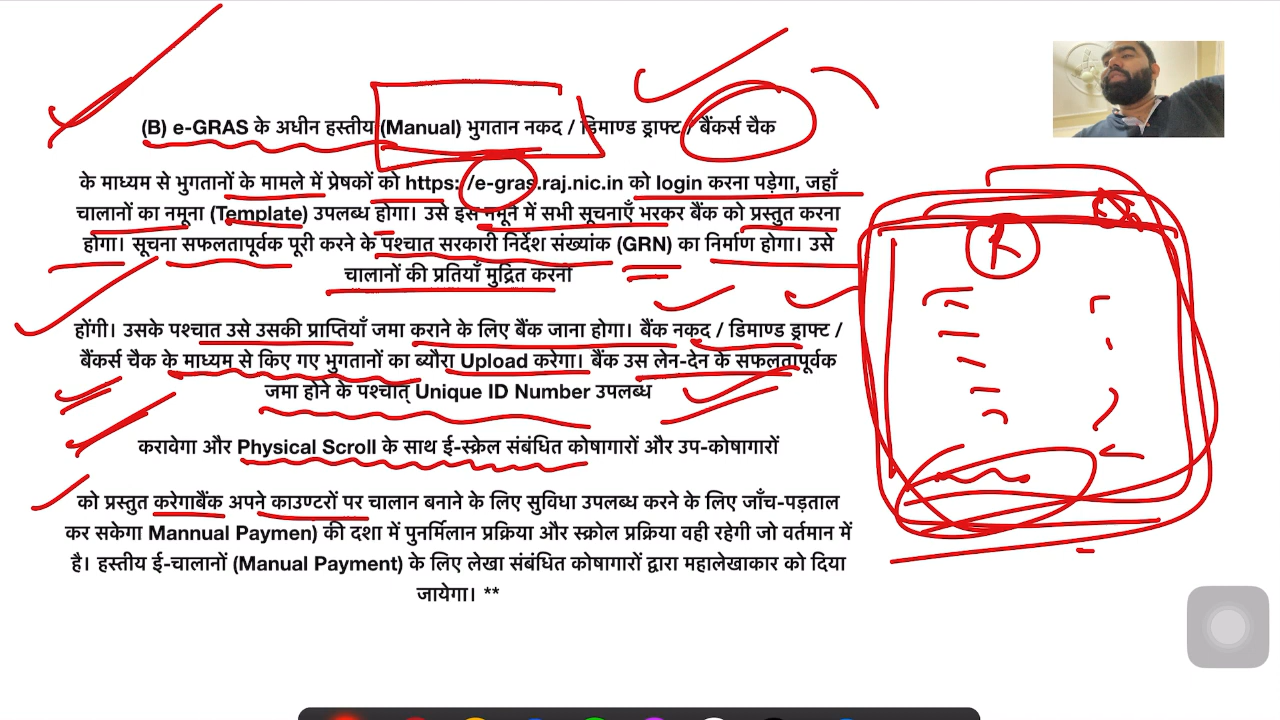 (B) e-GRAS के अधीन हस्तीय (Manual) भुगतान नकद / डिमाण्ड ड्राफ्ट / बैंकर्स चैक
के माध्यम से भुगतानों के मामले में प्रेषकों को https: /e-gras.raj.nic.in को login करना पड़ेगा, जहाँ
चालानों का नमूना (Template) उपलब्ध होगा। उसे इस नमूने में सभी सूचनाएँ भरकर बैंक को प्रस्तुत करना
होगा। सूचना सफलतापूर्वक पूरी करने के पश्चात सरकारी निर्देश संख्यांक (GRN) का निर्माण होगा। उसे
चालानों की प्रतियाँ मुद्रित करनी
होंगी। उसके पश्चात उसे उसकी प्राप्तियाँ जमा कराने के लिए बैंक जाना होगा। बैंक नकद / डिमाण्ड ड्राफ्ट /
बैंकर्स चैक के माध्यम से किए गए भुगतानों का ब्यौरा Upload करेगा। बैंक उस लेन-देन के सफलतापूर्वक
जमा होने के पश्चात् Unique ID Number उपलब्ध
करावेगा और Physical Scroll के साथ ई-स्क्रेल संबंधित कोषागारों और उप-कोषागारों
को प्रस्तुत करेगाबैंक अपने काउण्टरों पर चालान बनाने के लिए सुविधा उपलब्ध करने के लिए जाँच-पड़ताल
कर सकेगा Mannual Paymen) की दशा में पुनर्मिलान प्रक्रिया और स्क्रोल प्रक्रिया वही रहेगी जो वर्तमान में
है। हस्तीय ई-चालानों (Manual Payment) के लिए लेखा संबंधित कोषागारों द्वारा महालेखाकार को दिया
जायेगा। **